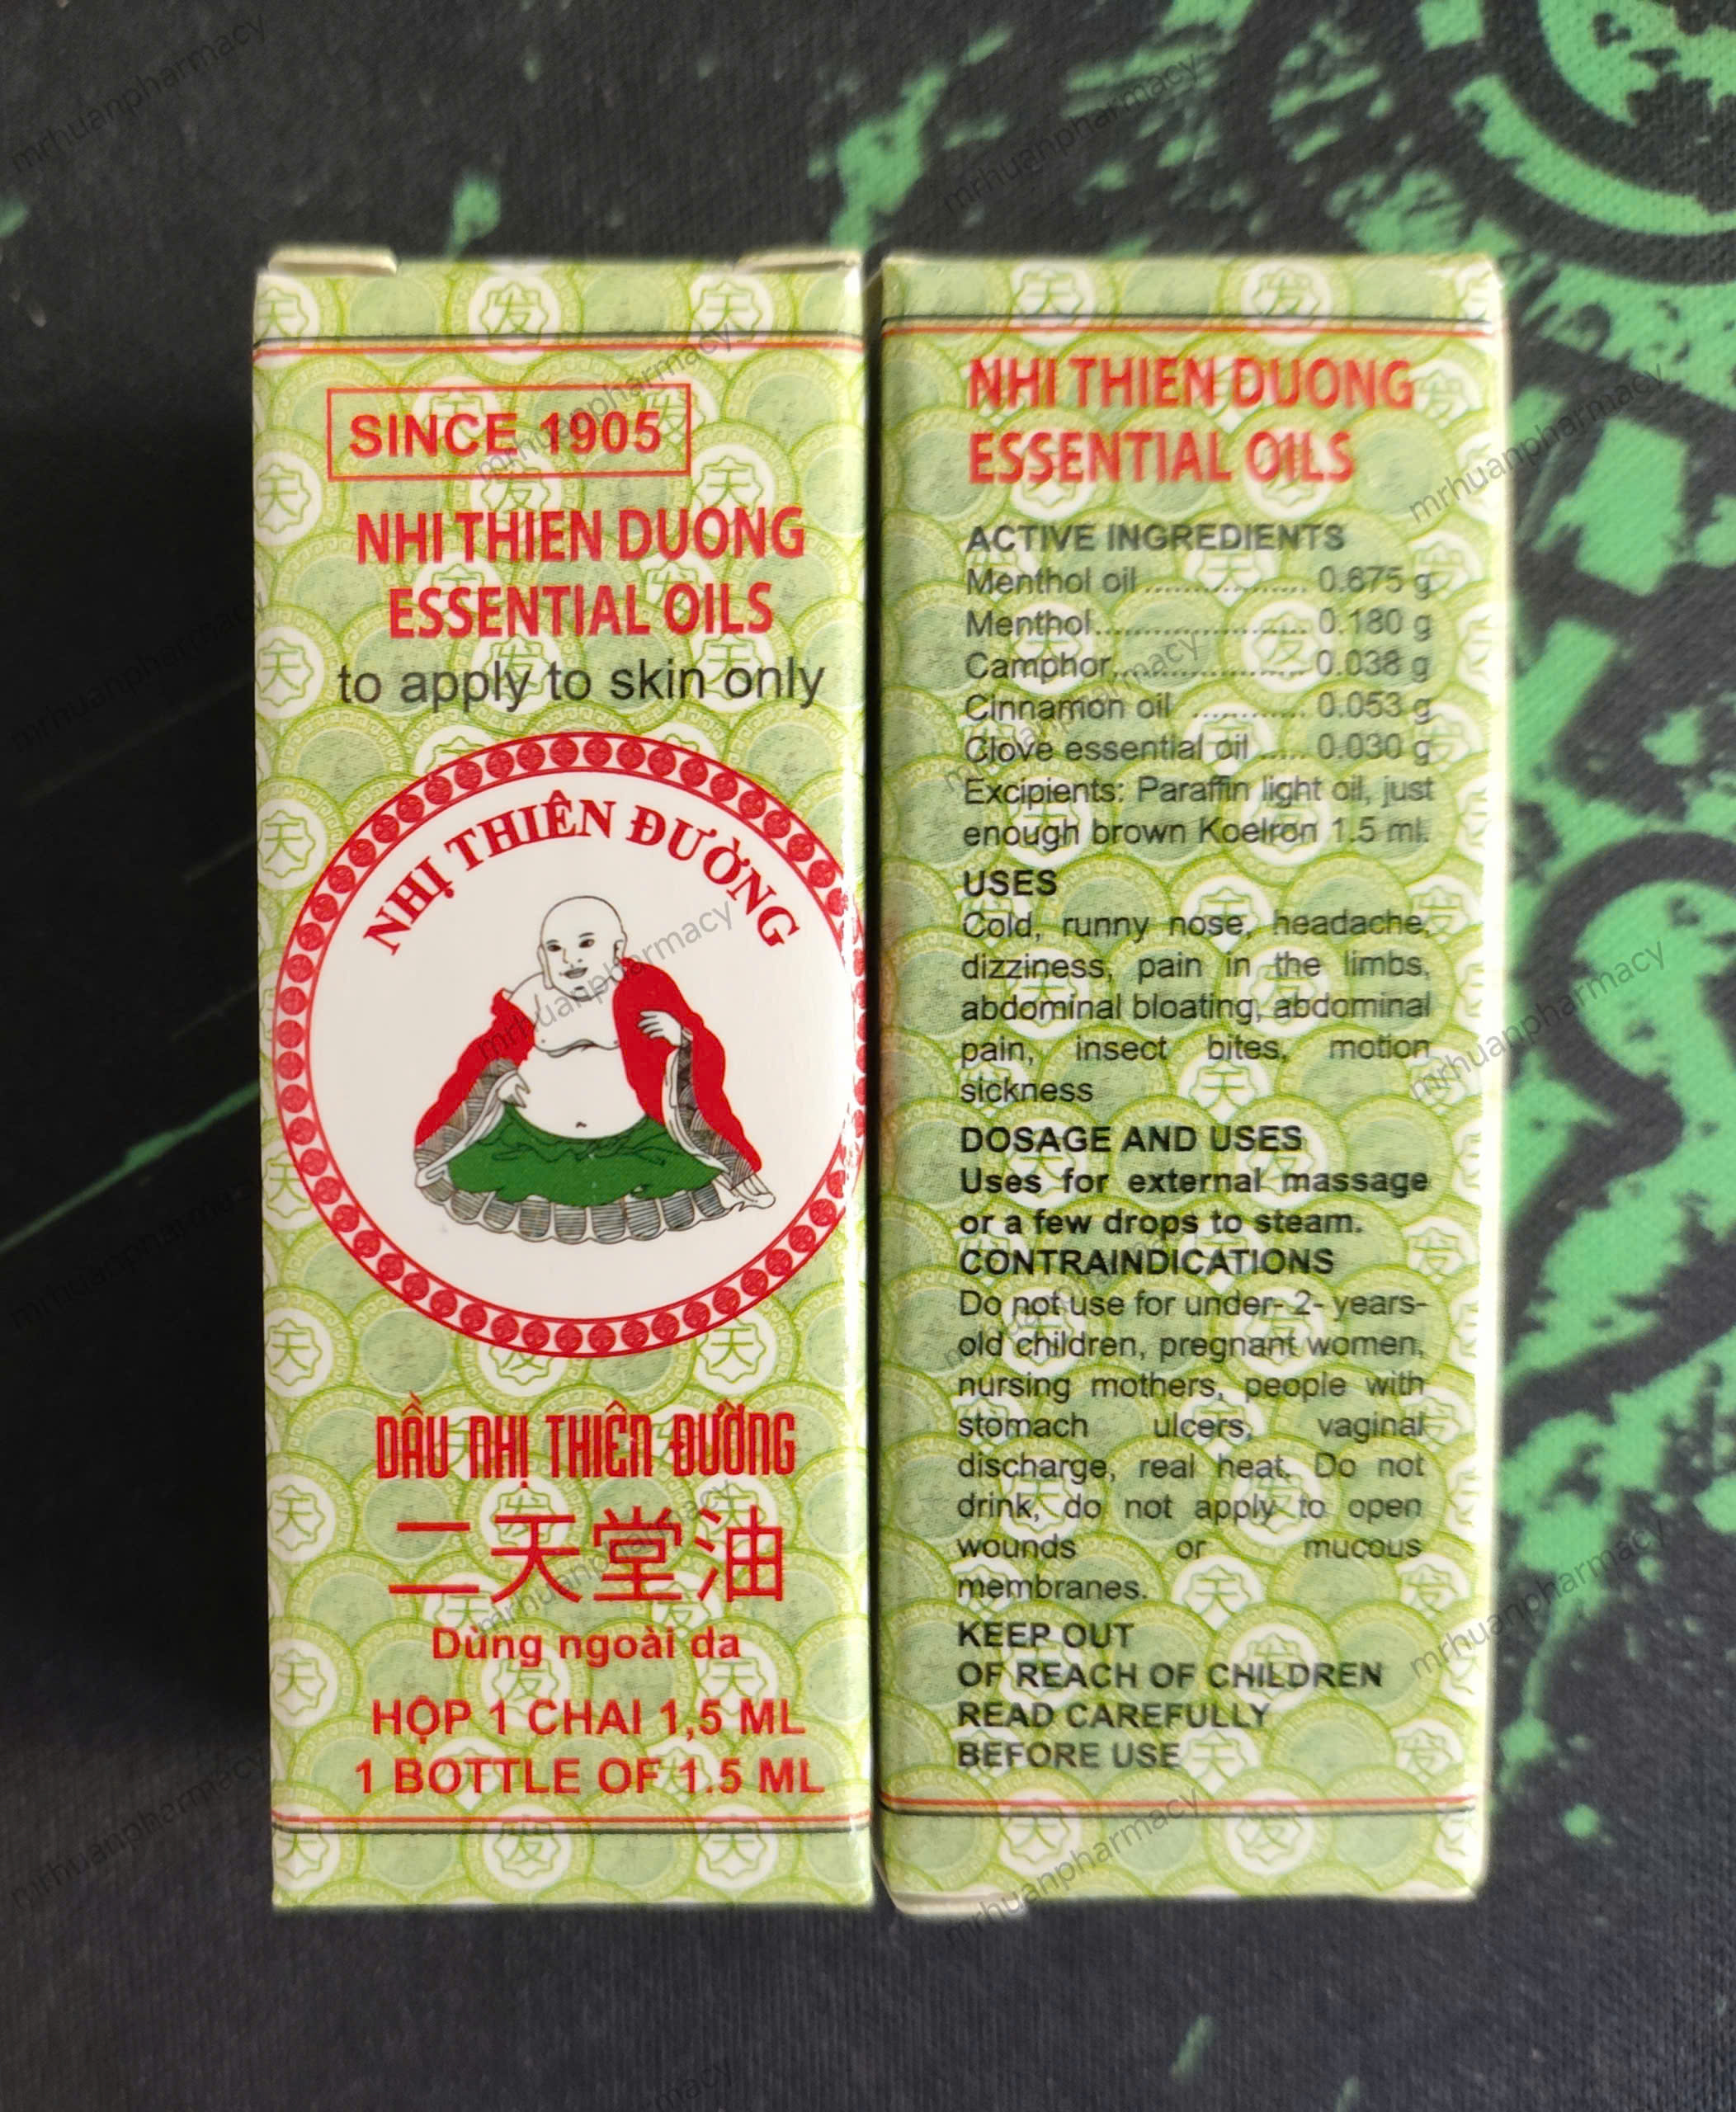 SINCE 1905
NHI THIEN DUONG
ESSENTIAL OILS
to apply to skin only
NHỊ THIÊN ĐƯỜNG
DẦU NHỊ THIÊN ĐƯỜNG
二天堂油
Dùng ngoài da
HỘP 1 CHAI 1,5 ML
1 BOTTLE OF 1.5 ML
NHI THIEN DUONG
ESSENTIAL OILS
ACTIVE INGREDIENTS
Menthol oil ................ 0.675 g
Menthol...................... 0.180 g
Camphor.................... 0.038 g
Cinnamon oil ............ 0.053 g
Clove essential oil ..... 0.030 g
Excipients: Paraffin light oil, just
enough brown Koelron 1.5 ml.
USES
Cold, runny nose, headache,
dizziness, pain in the limbs,
abdominal bloating, abdominal
pain, insect bites, motion
sickness
DOSAGE AND USES
Uses for external massage
or a few drops to steam.
CONTRAINDICATIONS
Do not use for under- 2- years-
old children, pregnant women,
nursing mothers, people with
stomach ulcers, vaginal
discharge, real heat. Do not
drink, do not apply to open
wounds or mucous
membranes.
KEEP OUT
OF REACH OF CHILDREN
READ CAREFULLY
BEFORE USE
mrhuanpharmacy